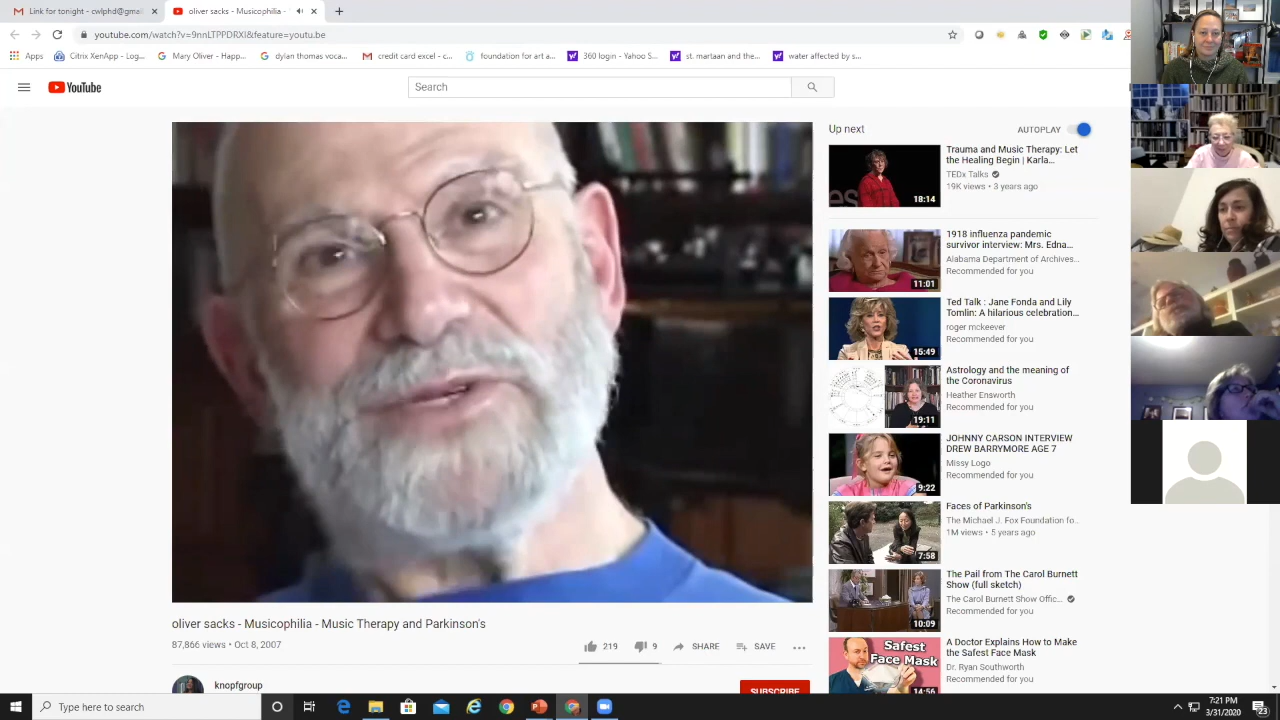 Link for tonight - cwlphd@gmai
oliver sacks - Musicophilia -
youtube.com/watch?v=9nnLTPPDRXI&feature=youtu.be
Apps
Gitx XenApp - Log...
Mary Oliver - Happ...
dylan thomas voca...
credit card excel - c...
foundation for de a...
360 login - Yahoo S...
st. martaan and the...
water affected by s...
YouTube
Search
Up next
AUTOPLAY
Trauma and Music Therapy: Let
the Healing Begin | Karla...
TEDx Talks
19K views • 3 years ago
18:14
1918 influenza pandemic
survivor interview: Mrs. Edna...
Alabama Department of Archives...
Recommended for you
11:01
Ted Talk : Jane Fonda and Lily
Tomlin: A hilarious celebration...
roger mckeever
Recommended for you
15:49
Astrology and the meaning of
the Coronavirus
Heather Ensworth
Recommended for you
19:11
JOHNNY CARSON INTERVIEW
DREW BARRYMORE AGE 7
Missy Logo
Recommended for you
9:22
Faces of Parkinson's
The Michael J. Fox Foundation fo...
1M views • 5 years ago
7:58
The Pail from The Carol Burnett
Show (full sketch)
The Carol Burnett Show Offic...
Recommended for you
10:09
A Doctor Explains How to Make
the Safest Face Mask
Dr. Ryan Southworth
Recommended for you
Safest
Face Mask
14:56
oliver sacks - Musicophilia - Music Therapy and Parkinson's
87,866 views • Oct 8, 2007
219
9
SHARE
SAVE
knopfgroup
SUBSCRIBE
Type here to search
7:21 PM
3/31/2020
23